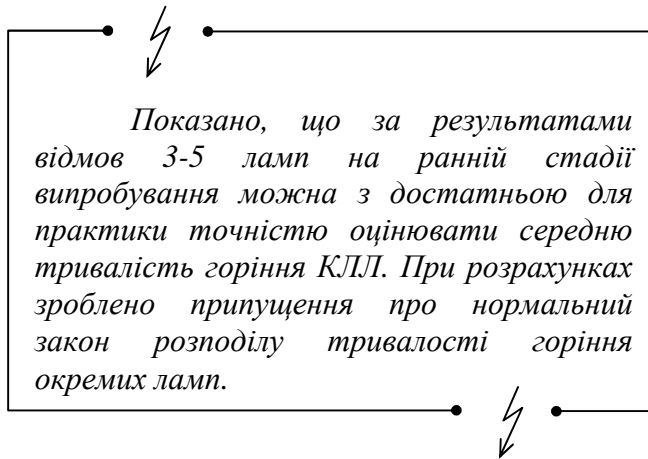 Показано, що за результатами
відмов 3-5 ламп на ранній стадії
випробування можна з достатньою для
практики точністю оцінювати середню
тривалість горіння КЛЛ. При розрахунках
зроблено припущення про нормальний
закон розподілу тривалості горіння
окремих ламп.